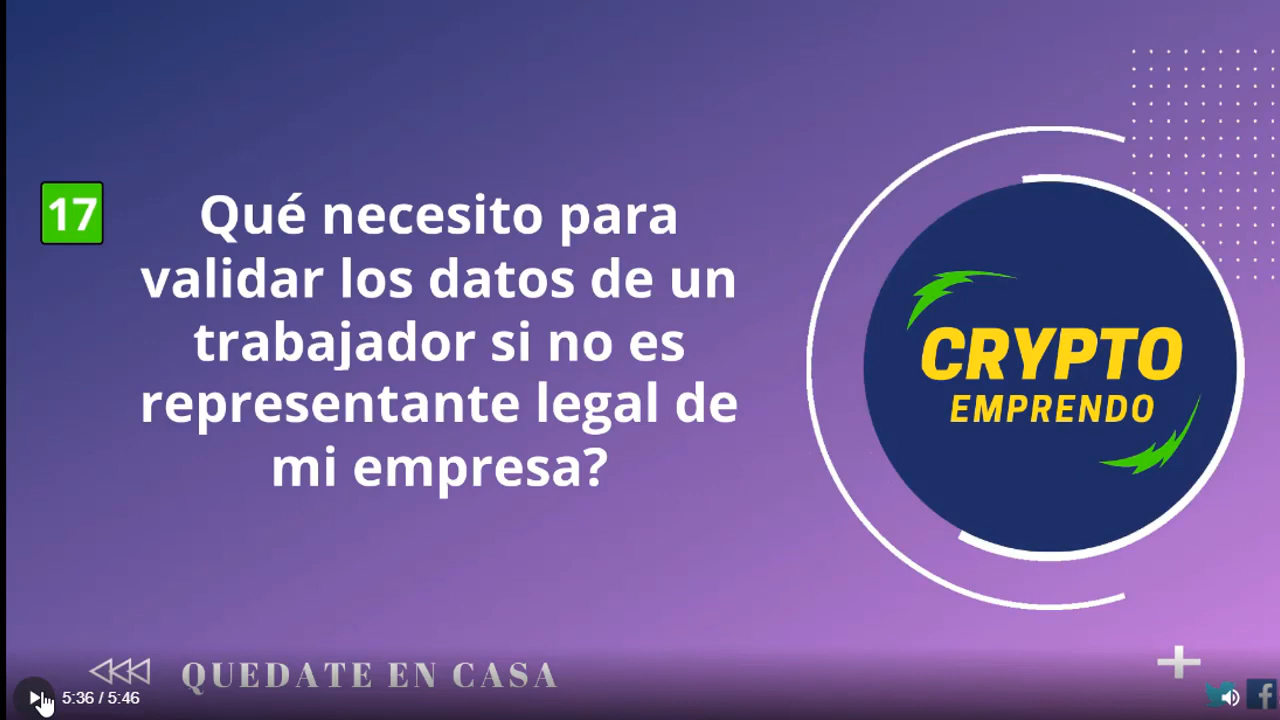 17
Qué necesito para
validar los datos de un
trabajador si no es
representante legal de
mi empresa?
CRYPTO
EMPRENDO
QUEDATE EN CASA
5:36 / 5:46